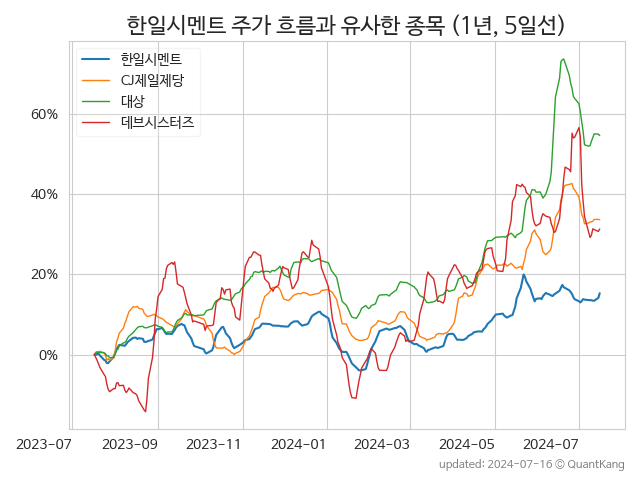 한일시멘트 주가 흐름과 유사한 종목 (1년, 5일선)
한일시멘트
CJ제일제당
대상
데브시스터즈
60%
40%
20%
0%
2023-07 2023-09 2023-11 2024-01 2024-03 2024-05 2024-07
updated: 2024-07-16 © QuantKang